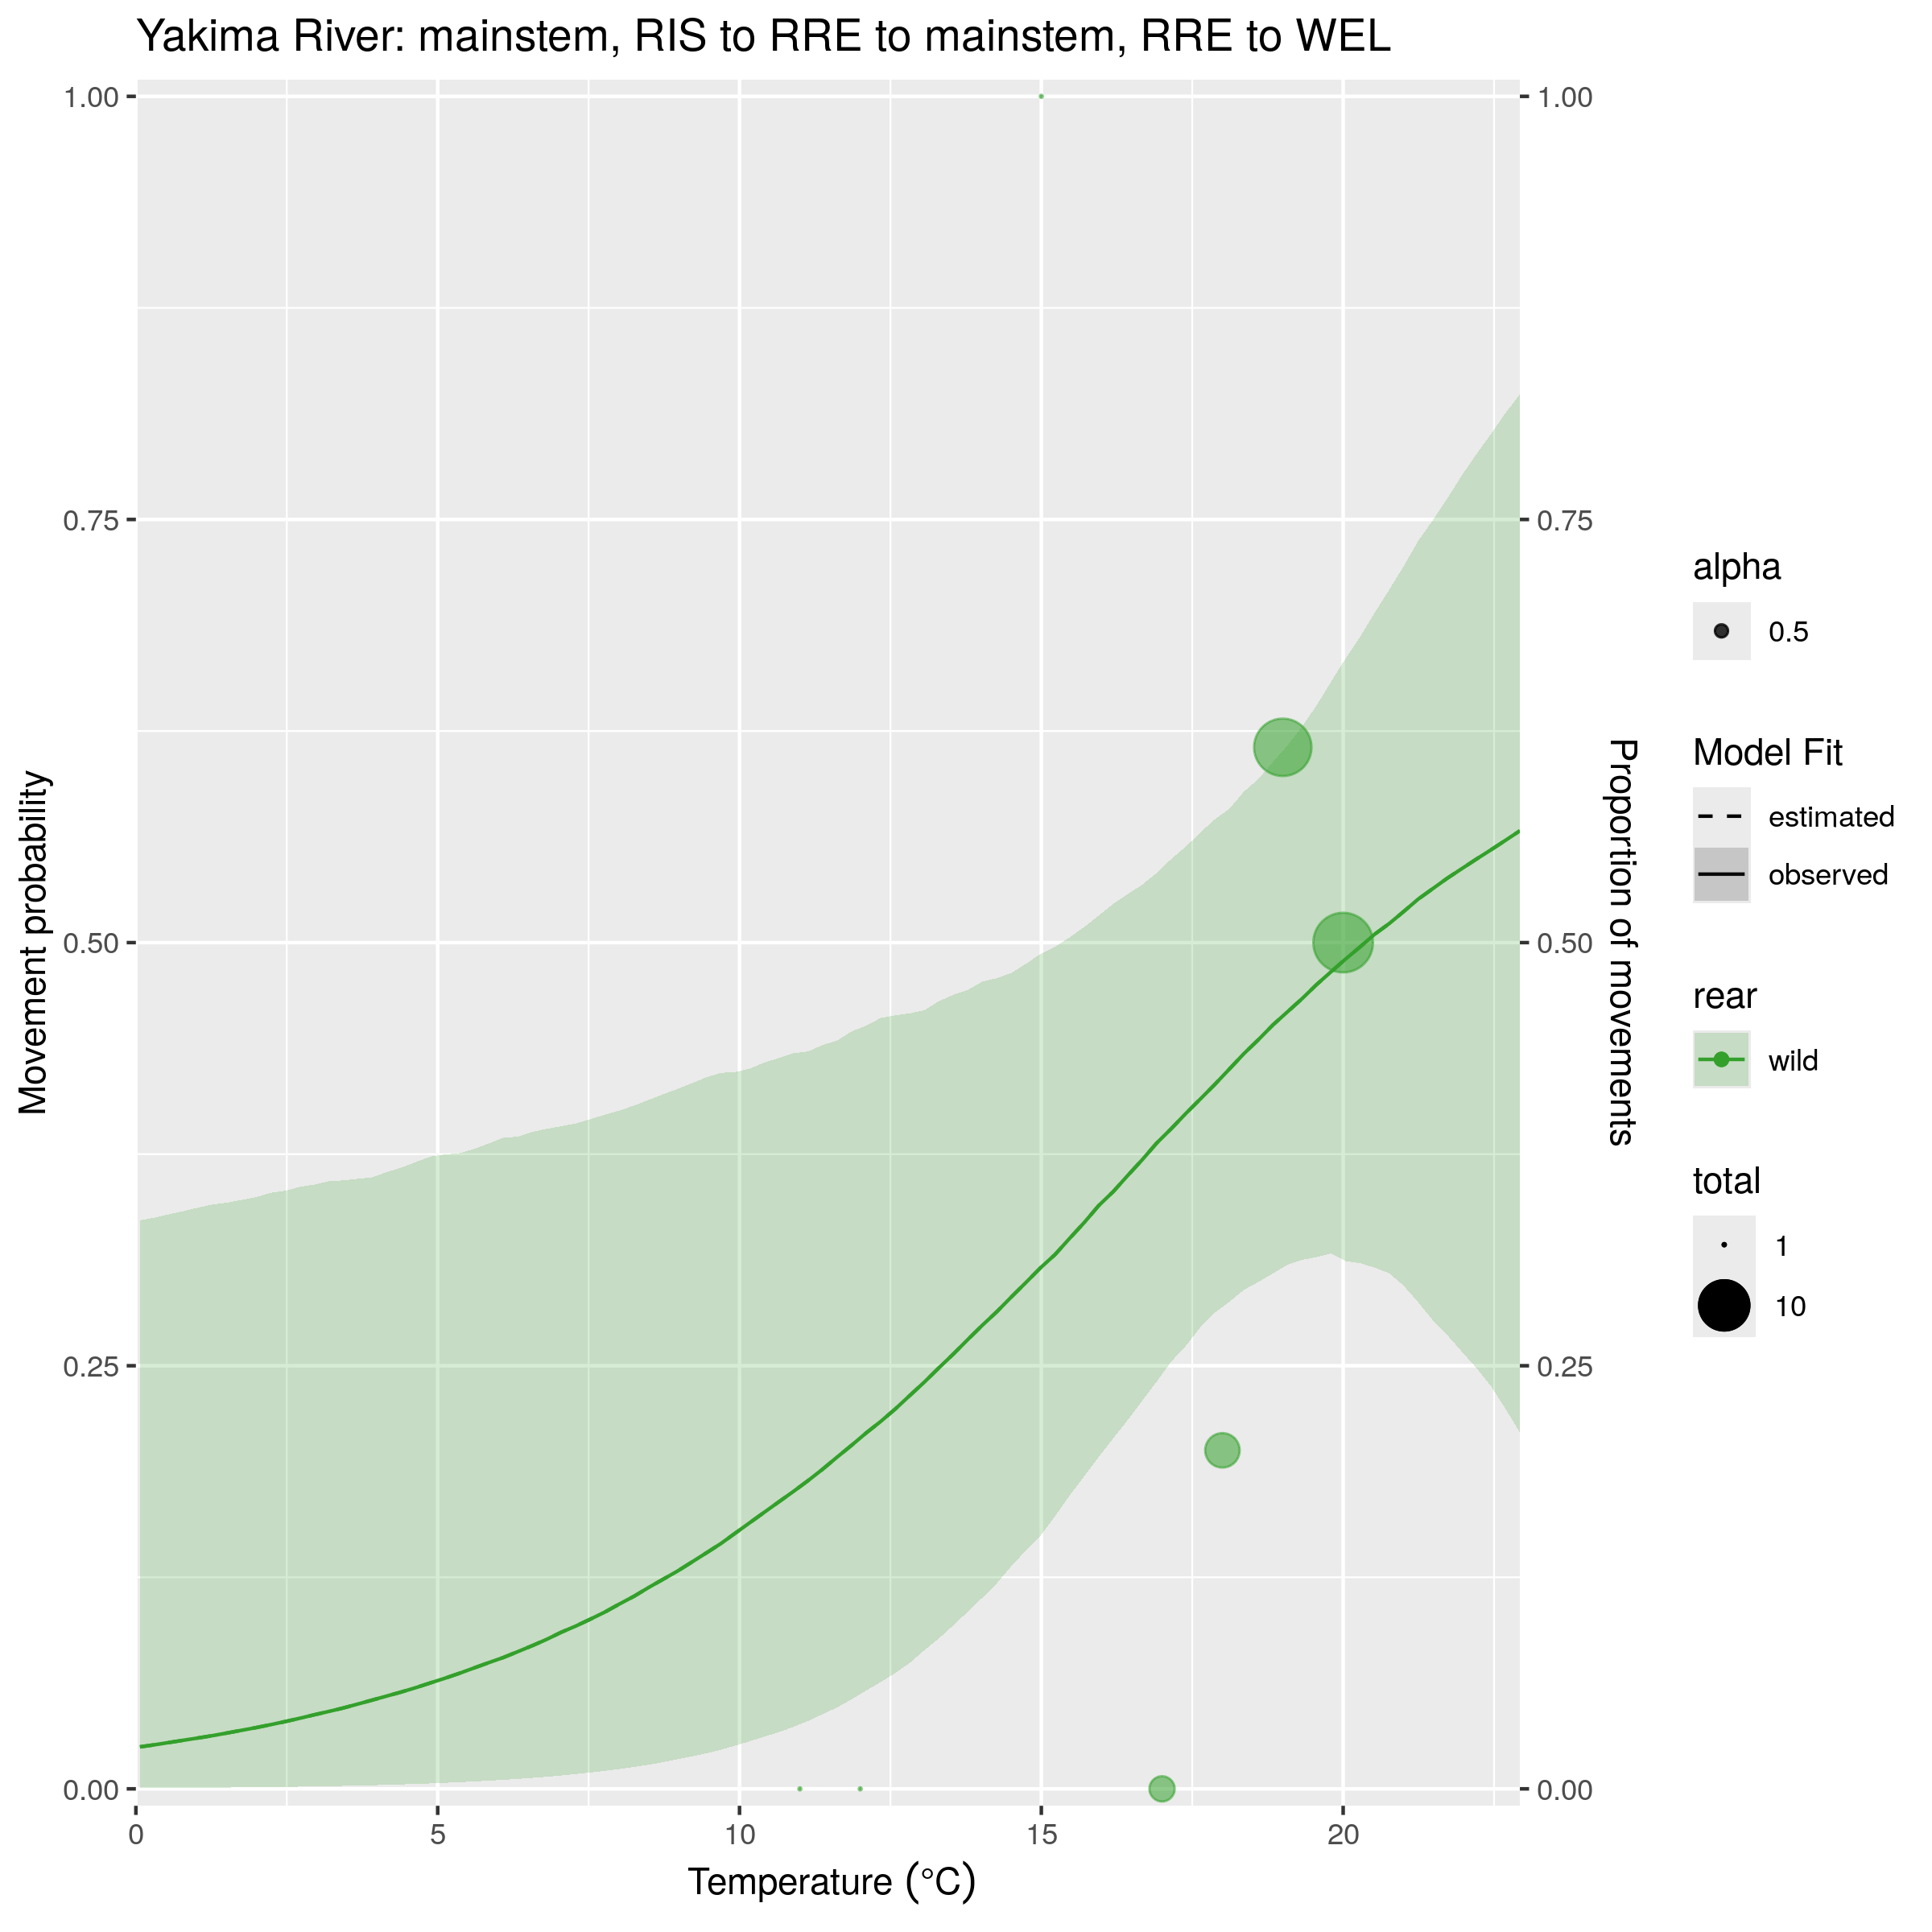 Yakima River: mainstem, RIS to RRE to mainstem, RRE to WEL
1.00
0.75
0.50
0.25
0.00
Movement probability
0
5
10
15
20
Temperature (°C)
1.00
0.75
0.50
0.25
0.00
Proportion of movements
alpha
0.5
Model Fit
estimated
observed
rear
wild
total
1
10